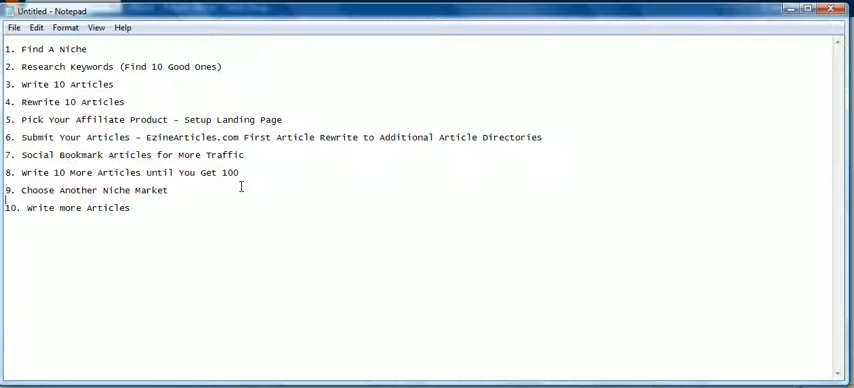 Untitled - Notepad
File Edit Format View Help
1. Find A Niche
2. Research Keywords (Find 10 Good Ones)
3. Write 10 Articles
4. Rewrite 10 Articles
5. Pick Your Affiliate Product - Setup Landing Page
6. Submit Your Articles - EzineArticles.com First Article Rewrite to Additional Article Directories
7. Social Bookmark Articles for More Traffic
8. Write 10 More Articles Until You Get 100
9. Choose Another Niche Market
10. Write more Articles